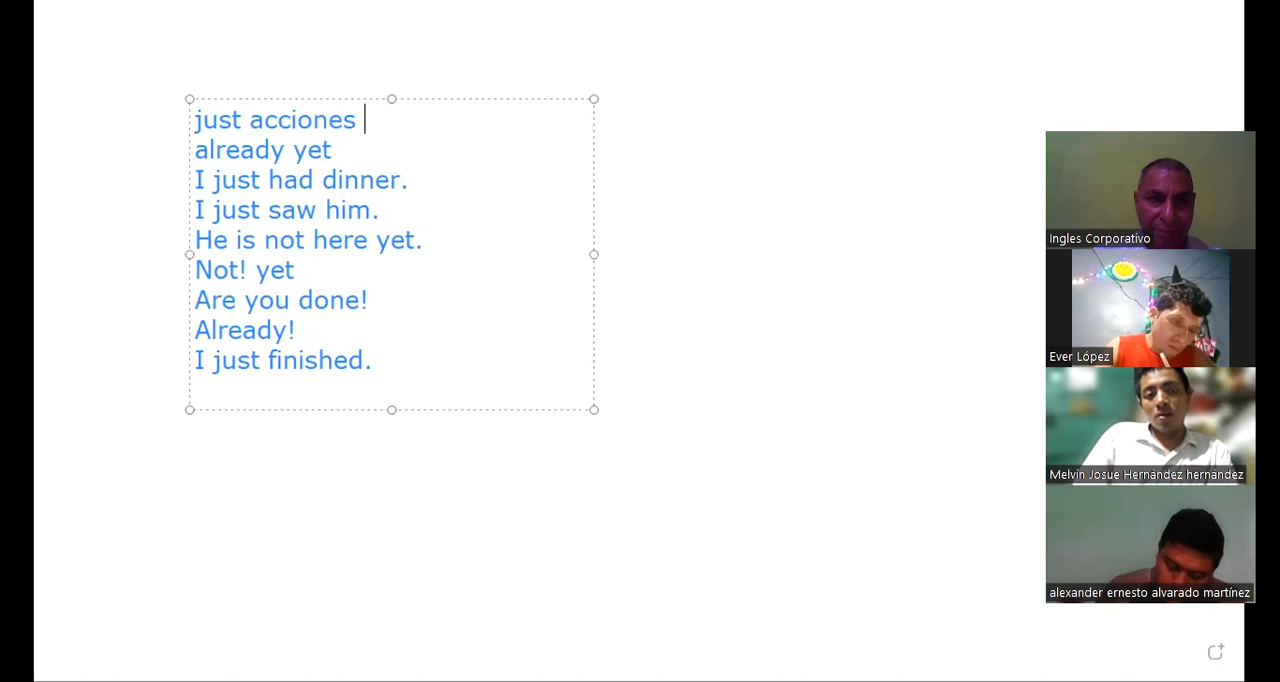 just acciones
already yet
I just had dinner.
I just saw him.
He is not here yet.
Not! yet
Are you done!
Already!
I just finished.
Ingles Corporativo
Ever López
Melvin Josue Hernández hernández
alexander ernesto alvarado martínez